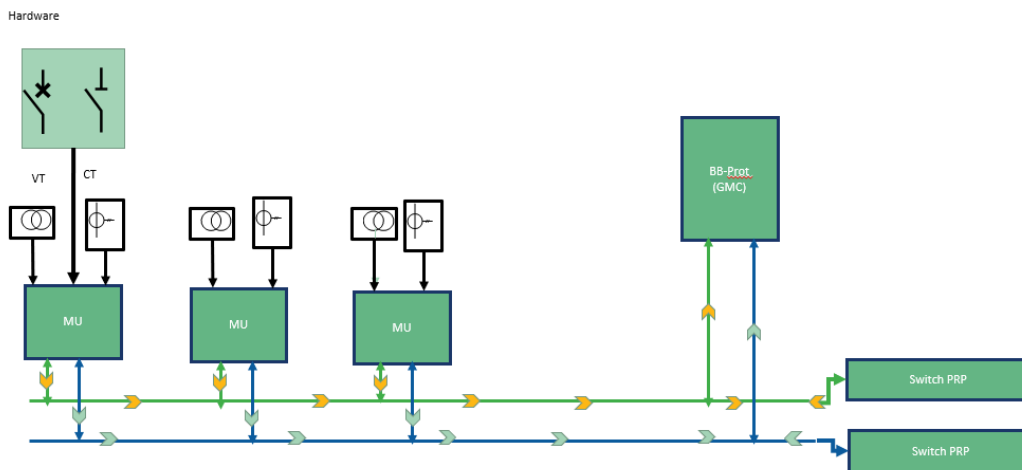 Hardware
VT
CT
BB-Prot
(GMC)
MU
MU
MU
Switch PRP
Switch PRP